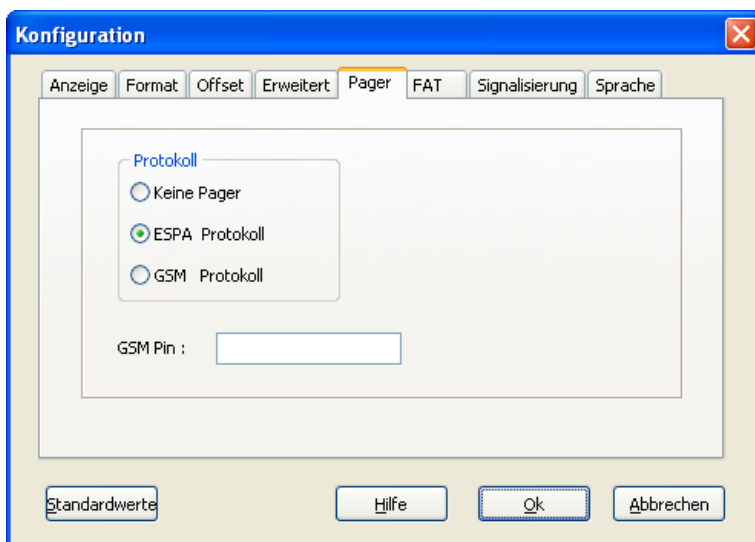 Konfiguration
Anzeige Format Offset Erweitert Pager FAT Signalisierung Sprache
Protokoll
Keine Pager
ESPA Protokoll
GSM Protokoll
GSM Pin :
Standardwerte Hilfe Ok Abbrechen